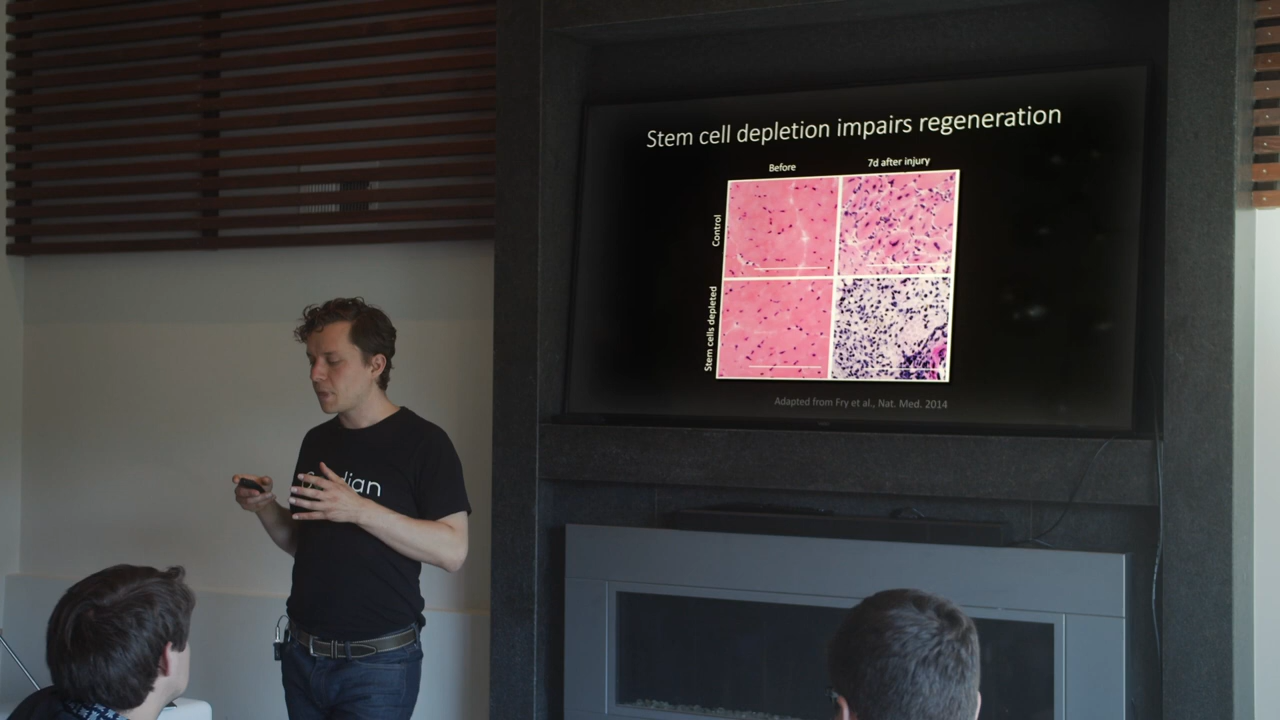 Stem cell depletion impairs regeneration
Before
7d after injury
Control
Stem cells depleted
Adapted from Fry et al., Nat. Med. 2014